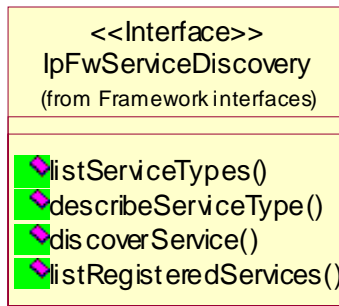 <<Interface>>
IpFwServiceDiscovery
(from Framework interfaces)
listServiceTypes()
describeServiceType()
discoverService()
listRegisteredServices()